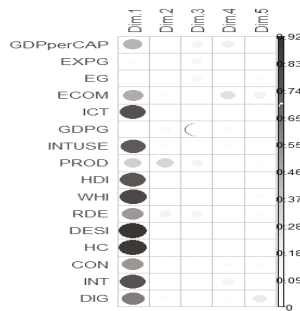 Dim.1 Dim.2 Dim.3 Dim.4 Dim.5
GDPperCAP
EXPG
EG
ECOM
ICT
GDPG
INTUSE
PROD
HDI
WHI
RDE
DESI
HC
CON
INT
DIG
0.92
0.83
0.74
0.65
0.55
0.46
0.37
0.28
0.18
0.09
0